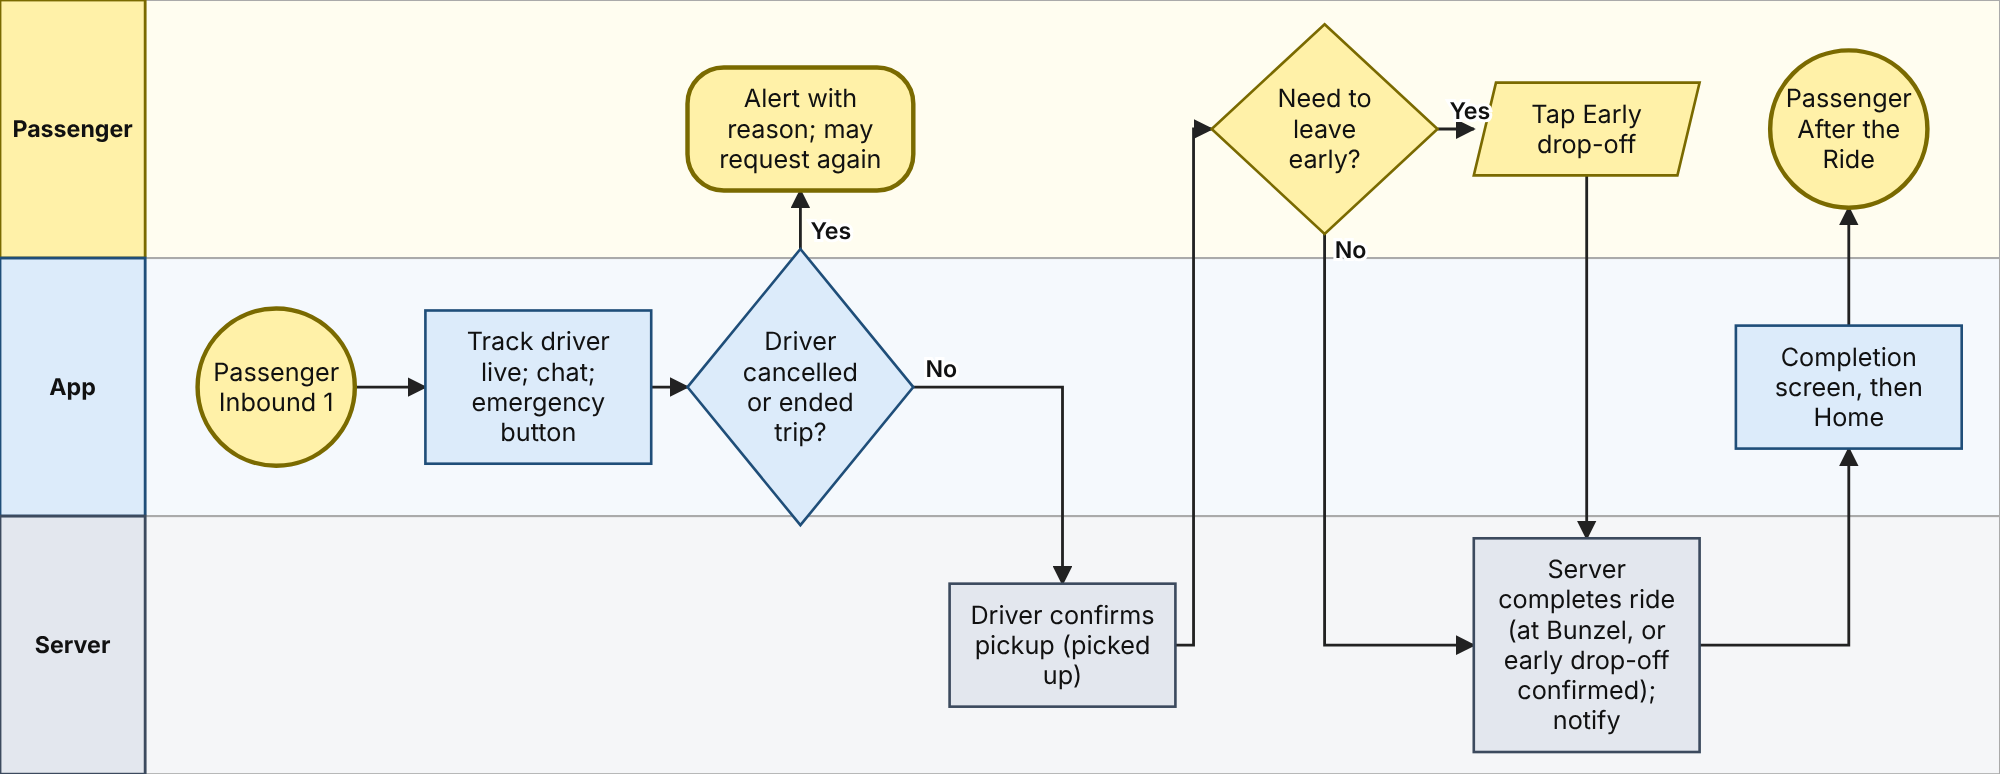 Passenger
Alert with
reason; may
request again
Yes
Need to
leave
early?
Yes
No
Tap Early
drop-off
Passenger
After the
Ride
App
Passenger
Inbound 1
Track driver
live; chat;
emergency
button
Driver
cancelled
or ended
trip?
No
Completion
screen, then
Home
Server
Driver confirms
pickup (picked
up)
Server
completes ride
(at Bunzel, or
early drop-off
confirmed);
notify